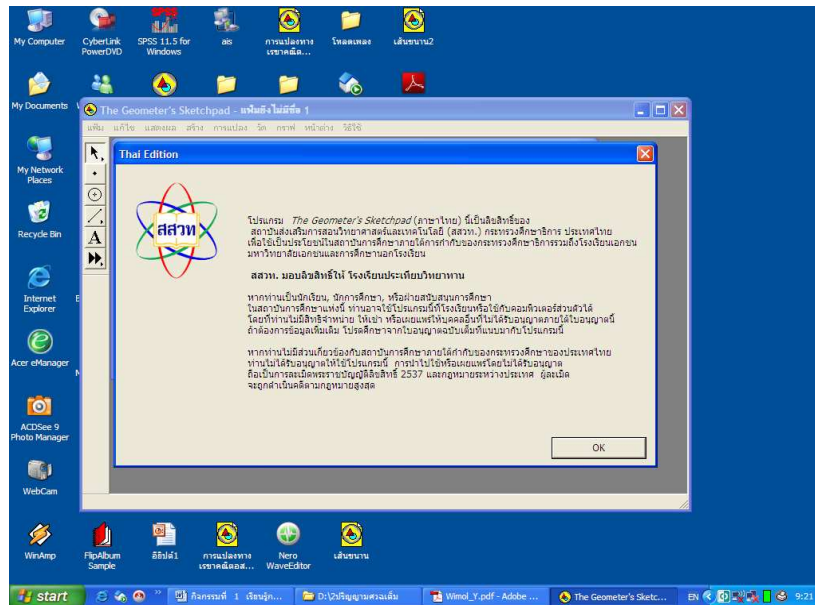 My Computer
CyberLink PowerDVD
SPSS 11.5 for Windows
ais
การแปลงทาง เรขาคณิต...
โหลดเพลง
เส้นขนาน2
My Documents
The Geometer's Sketchpad - แฟ้มยังไม่มีชื่อ 1
แฟ้ม แก้ไข แสดงผล สร้าง การแปลง วัด กราฟ หน้าต่าง วิธีใช้
Thai Edition
สสวท
โปรแกรม The Geometer's Sketchpad (ภาษาไทย) นี้เป็นลิขสิทธิ์ของ
สถาบันส่งเสริมการสอนวิทยาศาสตร์และเทคโนโลยี (สสวท.) กระทรวงศึกษาธิการ ประเทศไทย
เพื่อใช้เป็นประโยชน์ในสถาบันการศึกษาภายใต้การกำกับของกระทรวงศึกษาธิการรวมถึงโรงเรียนเอกชน
มหาวิทยาลัยเอกชนและการศึกษานอกโรงเรียน
สสวท. มอบลิขสิทธิ์ให้ โรงเรียนประเทียบวิทยาทาน
หากท่านเป็นนักเรียน, นักการศึกษา, หรือฝ่ายสนับสนุนการศึกษา
ในสถาบันการศึกษาแห่งนี้ ท่านอาจใช้โปรแกรมนี้ที่โรงเรียนหรือใช้กับคอมพิวเตอร์ส่วนตัวได้
โดยที่ท่านไม่มีสิทธิจำหน่าย ให้เช่า หรือเผยแพร่ให้บุคคลอื่นที่ไม่ได้รับอนุญาตภายใต้ใบอนุญาตนี้
ถ้าต้องการข้อมูลเพิ่มเติม โปรดศึกษาจากใบอนุญาตฉบับเต็มที่แนบมากับโปรแกรมนี้
หากท่านไม่มีส่วนเกี่ยวข้องกับสถาบันการศึกษาภายใต้กำกับของกระทรวงศึกษาของประเทศไทย
ท่านไม่ได้รับอนุญาตให้ใช้โปรแกรมนี้ การนำไปใช้หรือเผยแพร่โดยไม่ได้รับอนุญาต
ถือเป็นการละเมิดพระราชบัญญัติลิขสิทธิ์ 2537 และกฎหมายระหว่างประเทศ ผู้ละเมิด
จะถูกดำเนินคดีตามกฎหมายสูงสุด
OK
A
My Network Places
Recycle Bin
Internet Explorer
Acer eManager
ACDSee 9 Photo Manager
WebCam
WinAmp
FlipAlbum Sample
อีธิปต์1
การแปลงทาง เรขาคณิตอส...
Nero WaveEditor
เส้นขนาน
start
กิจกรรมที่ 1 เรียนรู้ก...
D:\2ปริญญามศวฉเต็ม
Wimol_Y.pdf - Adobe ...
The Geometer's Sketc...
EN
9:21